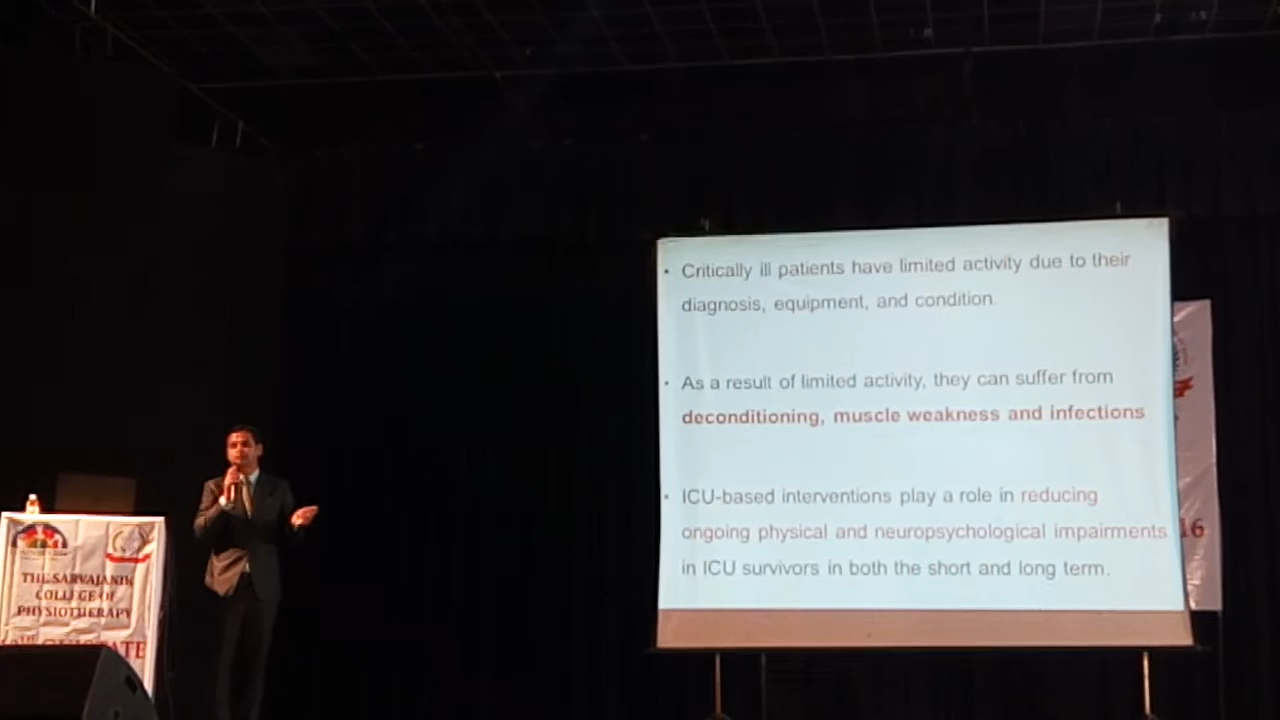 • Critically ill patients have limited activity due to their
diagnosis, equipment, and condition.
• As a result of limited activity, they can suffer from
deconditioning, muscle weakness and infections
• ICU-based interventions play a role in reducing
ongoing physical and neuropsychological impairments
in ICU survivors in both the short and long term.
16
THE SARVAJANIK
COLLEGE OF
PHYSIOTHERAPY